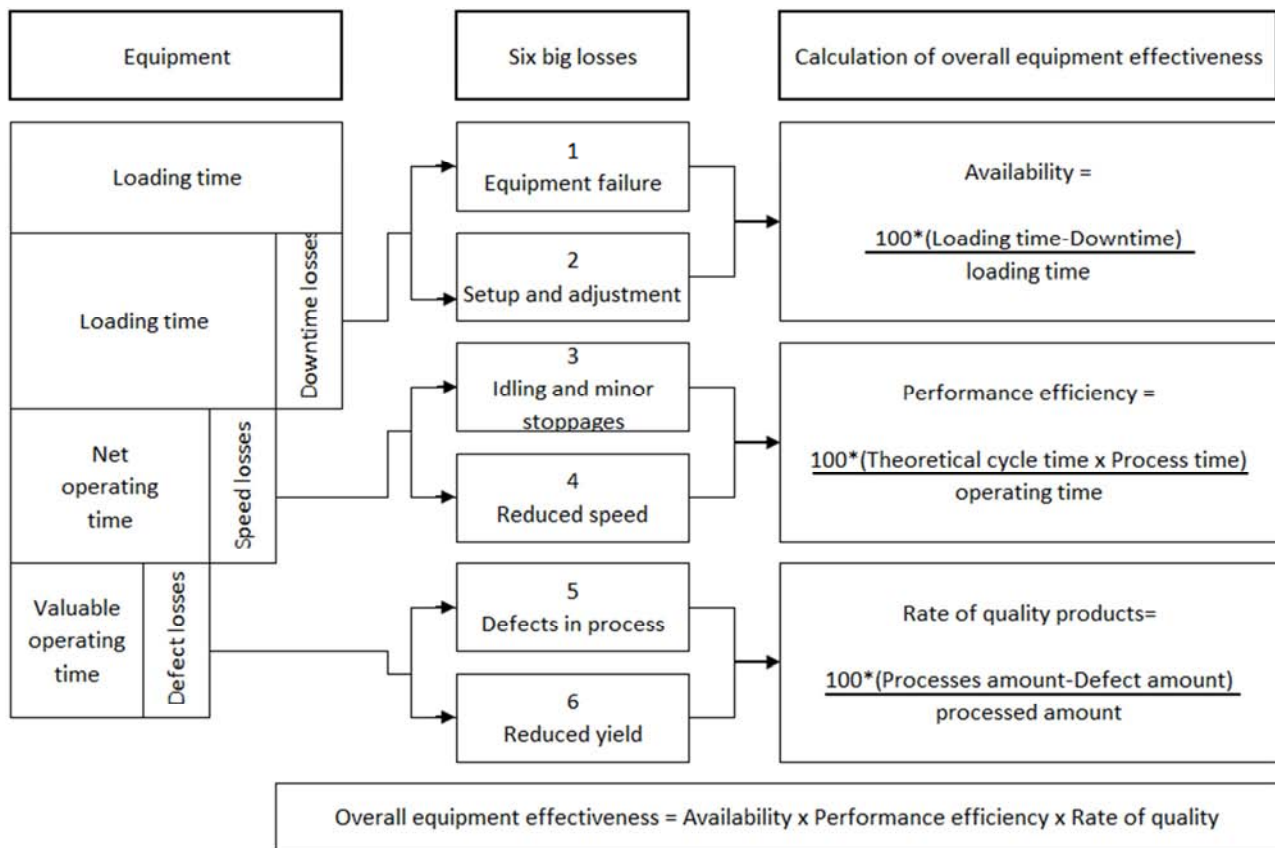 Equipment
Six big losses
Calculation of overall equipment effectiveness
Loading time
Loading time
Downtime losses
Net
operating
time
Speed losses
Valuable
operating
time
Defect losses
1
Equipment failure
2
Setup and adjustment
3
Idling and minor
stoppages
4
Reduced speed
5
Defects in process
6
Reduced yield
Availability =
100*(Loading time-Downtime)
loading time
Performance efficiency =
100*(Theoretical cycle time x Process time)
operating time
Rate of quality products=
100*(Processes amount-Defect amount)
processed amount
Overall equipment effectiveness = Availability x Performance efficiency x Rate of quality